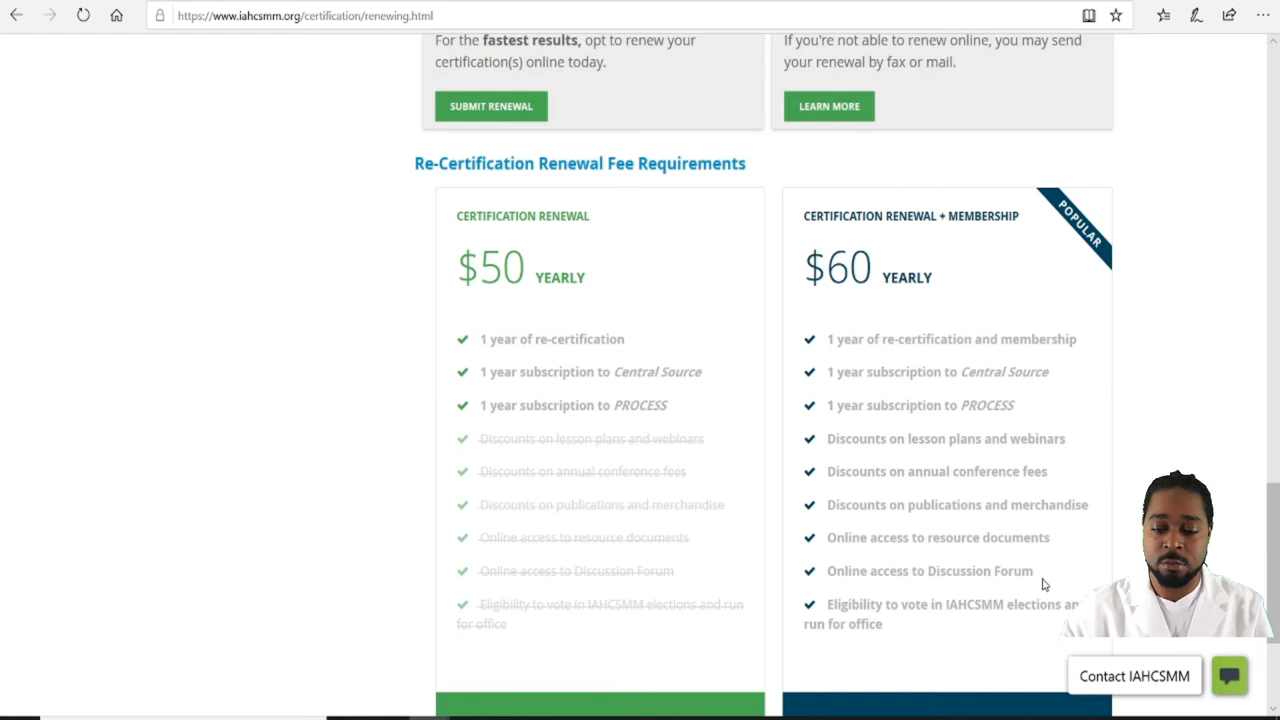 https://www.iahcsmm.org/certification/renewing.html
For the fastest results, opt to renew your
certification(s) online today.
SUBMIT RENEWAL
If you're not able to renew online, you may send
your renewal by fax or mail.
LEARN MORE
Re-Certification Renewal Fee Requirements
CERTIFICATION RENEWAL
$50 YEARLY
1 year of re-certification
1 year subscription to Central Source
1 year subscription to PROCESS
Discounts on lesson plans and webinars
Discounts on annual conference fees
Discounts on publications and merchandise
Online access to resource documents
Online access to Discussion Forum
Eligibility to vote in IAHCSMM elections and run
for office
POPULAR
CERTIFICATION RENEWAL + MEMBERSHIP
$60 YEARLY
1 year of re-certification and membership
1 year subscription to Central Source
1 year subscription to PROCESS
Discounts on lesson plans and webinars
Discounts on annual conference fees
Discounts on publications and merchandise
Online access to resource documents
Online access to Discussion Forum
Eligibility to vote in IAHCSMM elections an
run for office
Contact IAHCSMM